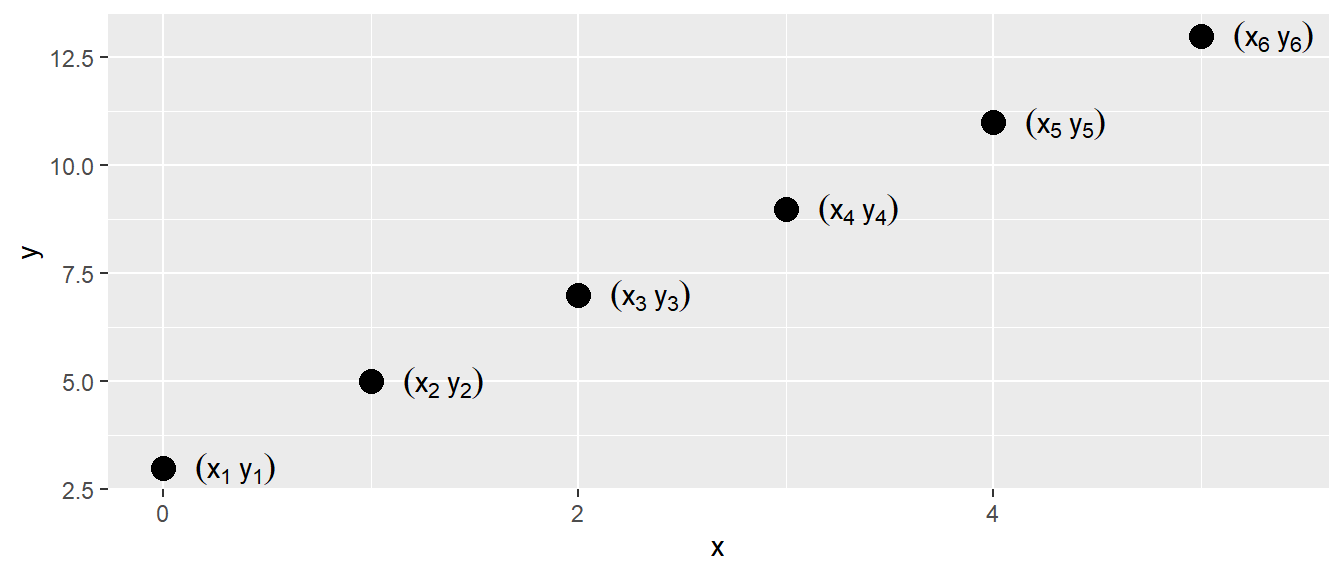 12.5
(x₆ y₆)
(x₅ y₅)
10.0
(x₄ y₄)
y
7.5
(x₃ y₃)
5.0
(x₂ y₂)
(x₁ y₁)
2.5
0 2 4
x